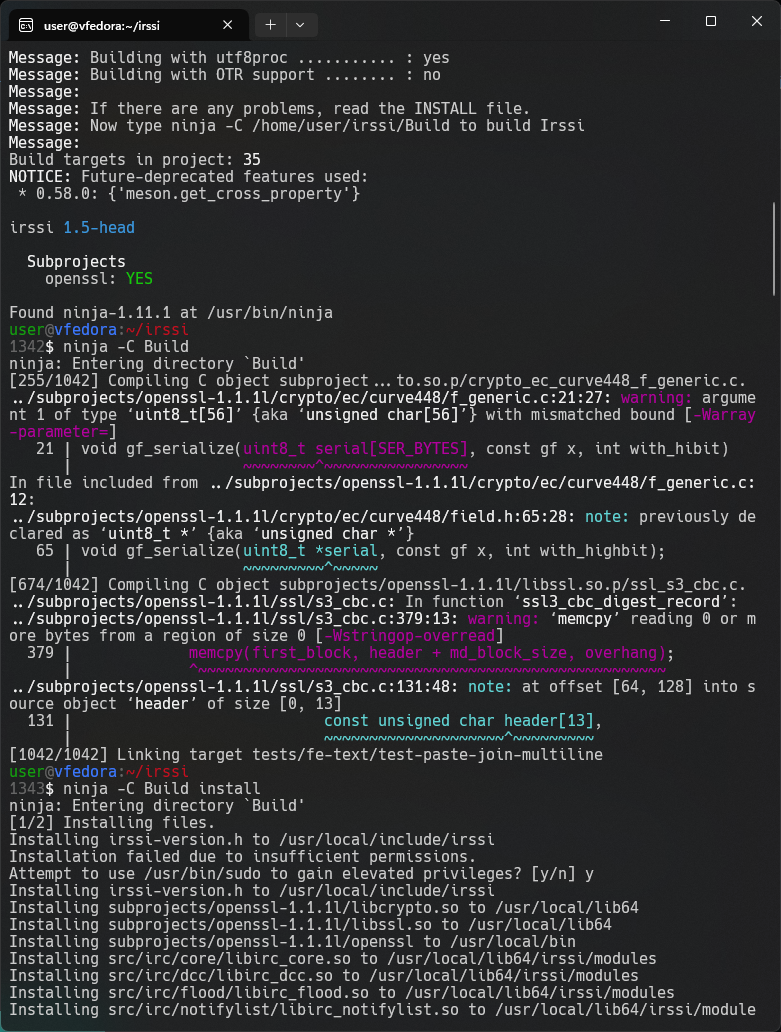 user@vfedora:~/irssi
Message: Building with utf8proc ........... : yes
Message: Building with OTR support ........ : no
Message:
Message: If there are any problems, read the INSTALL file.
Message: Now type ninja -C /home/user/irssi/Build to build Irssi
Message:
Build targets in project: 35
NOTICE: Future-deprecated features used:
 * 0.58.0: {'meson.get_cross_property'}
irssi 1.5-head
  Subprojects
    openssl: YES
Found ninja-1.11.1 at /usr/bin/ninja
user@vfedora:~/irssi
1342$ ninja -C Build
ninja: Entering directory `Build'
[255/1042] Compiling C object subproject...to.so.p/crypto_ec_curve448_f_generic.c.
../subprojects/openssl-1.1.1l/crypto/ec/curve448/f_generic.c:21:27: warning: argume
nt 1 of type ‘uint8_t[56]’ {aka ‘unsigned char[56]’} with mismatched bound [-Warray
-parameter=]
   21 | void gf_serialize(uint8_t serial[SER_BYTES], const gf x, int with_hibit)
      |                   ~~~~~~~~^~~~~~~~~~~~~~~~~
In file included from ../subprojects/openssl-1.1.1l/crypto/ec/curve448/f_generic.c:
12:
../subprojects/openssl-1.1.1l/crypto/ec/curve448/field.h:65:28: note: previously de
clared as ‘uint8_t *’ {aka ‘unsigned char *’}
   65 | void gf_serialize(uint8_t *serial, const gf x, int with_highbit);
      |                   ~~~~~~~~~^~~~~~
[674/1042] Compiling C object subprojects/openssl-1.1.1l/libssl.so.p/ssl_s3_cbc.c.
../subprojects/openssl-1.1.1l/ssl/s3_cbc.c: In function ‘ssl3_cbc_digest_record’:
../subprojects/openssl-1.1.1l/ssl/s3_cbc.c:379:13: warning: ‘memcpy’ reading 0 or m
ore bytes from a region of size 0 [-Wstringop-overread]
  379 |             memcpy(first_block, header + md_block_size, overhang);
      |             ^~~~~~~~~~~~~~~~~~~~~~~~~~~~~~~~~~~~~~~~~~~~~~~~~~~~~
../subprojects/openssl-1.1.1l/ssl/s3_cbc.c:131:48: note: at offset [64, 128] into s
ource object ‘header’ of size [0, 13]
  131 |                            const unsigned char header[13],
      |                            ~~~~~~~~~~~~~~~~~~~~^~~~~~~~~~
[1042/1042] Linking target tests/fe-text/test-paste-join-multiline
user@vfedora:~/irssi
1343$ ninja -C Build install
ninja: Entering directory `Build'
[1/2] Installing files.
Installing irssi-version.h to /usr/local/include/irssi
Installation failed due to insufficient permissions.
Attempt to use /usr/bin/sudo to gain elevated privileges? [y/n] y
Installing irssi-version.h to /usr/local/include/irssi
Installing subprojects/openssl-1.1.1l/libcrypto.so to /usr/local/lib64
Installing subprojects/openssl-1.1.1l/libssl.so to /usr/local/lib64
Installing subprojects/openssl-1.1.1l/openssl to /usr/local/bin
Installing src/irc/core/libirc_core.so to /usr/local/lib64/irssi/modules
Installing src/irc/dcc/libirc_dcc.so to /usr/local/lib64/irssi/modules
Installing src/irc/flood/libirc_flood.so to /usr/local/lib64/irssi/modules
Installing src/irc/notifylist/libirc_notifylist.so to /usr/local/lib64/irssi/module